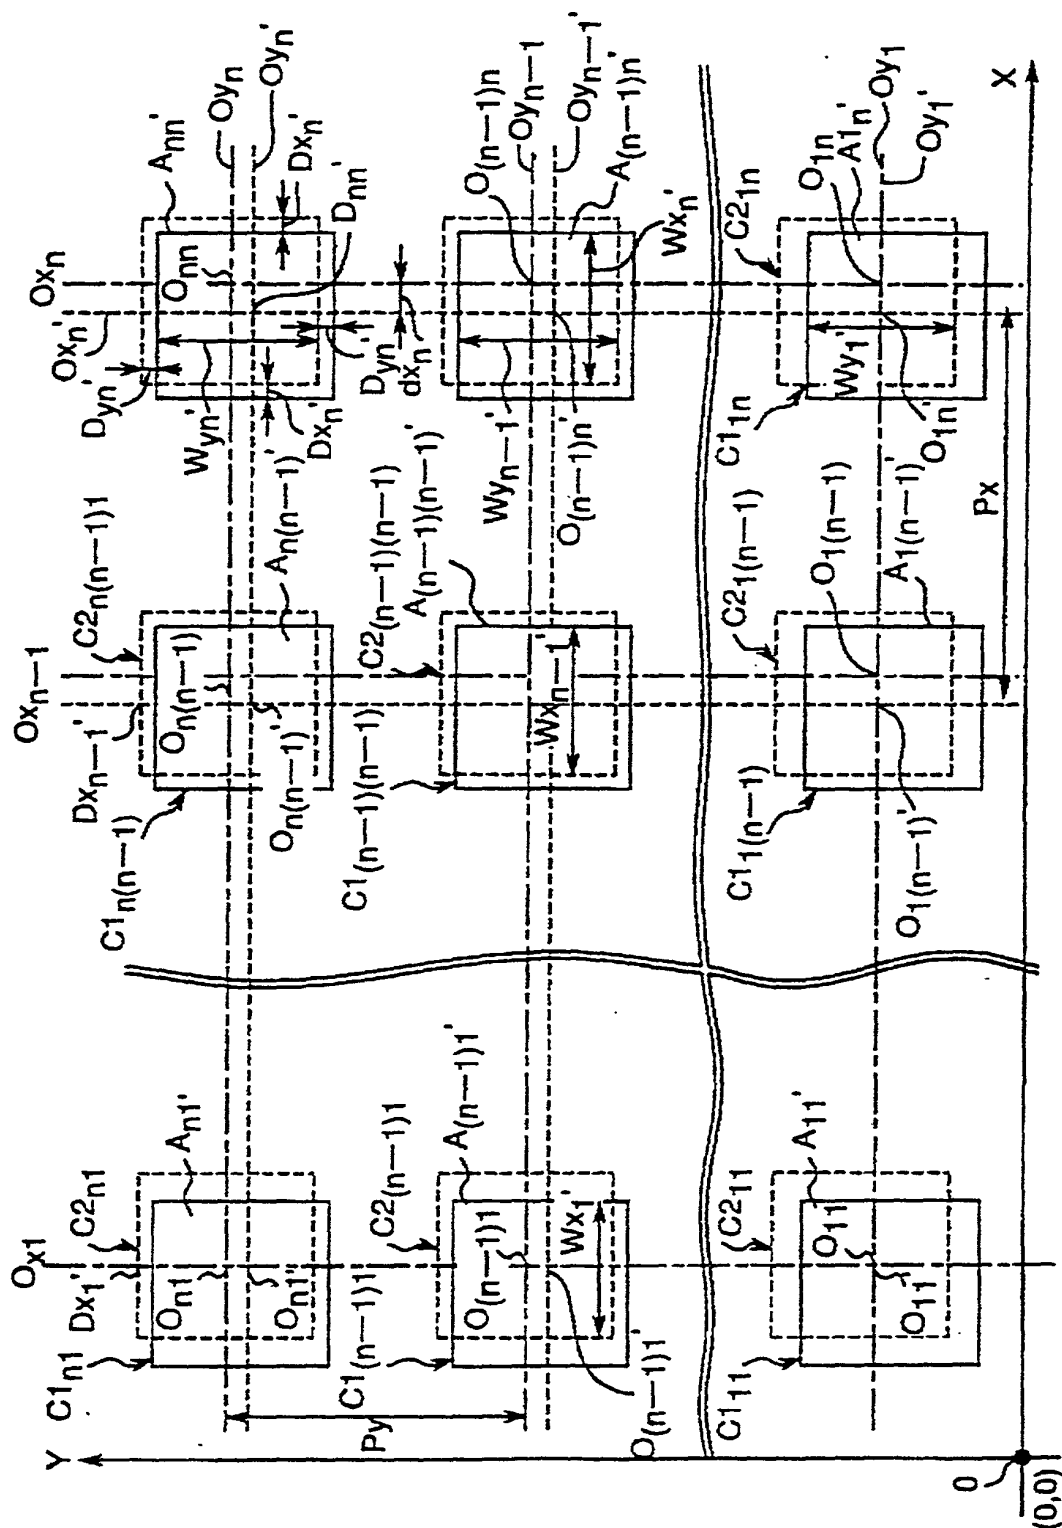 Y
X
0
(0,0)
Ox1
Oxn−1
Oxn'
Oxn
Dx1'
C2n1
An1'
C1n1
On1
On1'
Dxn−1'
C2n(n−1)1
C1n(n−1)
On(n−1)
On(n−1)'
An(n−1)'
Dyn'
Wyn'
Dxn'
Onn
Ann'
Oyn
Oyn'
Dxn'
Dnn'
Dyn'
dxn'
Py
C1(n−1)1
C2(n−1)1
A(n−1)1'
O(n−1)1
Wx1'
O(n−1)1'
C1(n−1)(n−1)
C2(n−1)(n−1)
A(n−1)(n−1)'
Wxn−1'
Wyn−1'
O(n−1)n'
O(n−1)n
Oyn−1
Oyn−1'
A(n−1)n'
Wxn'
C111
C211
A11'
O11
O11'
C11(n−1)
C21(n−1)
O1(n−1)
A1(n−1)'
O1(n−1)'
C11n
C21n
Wy1'
O1n'
O1n
A1n'
Oy1
Oy1'
Px